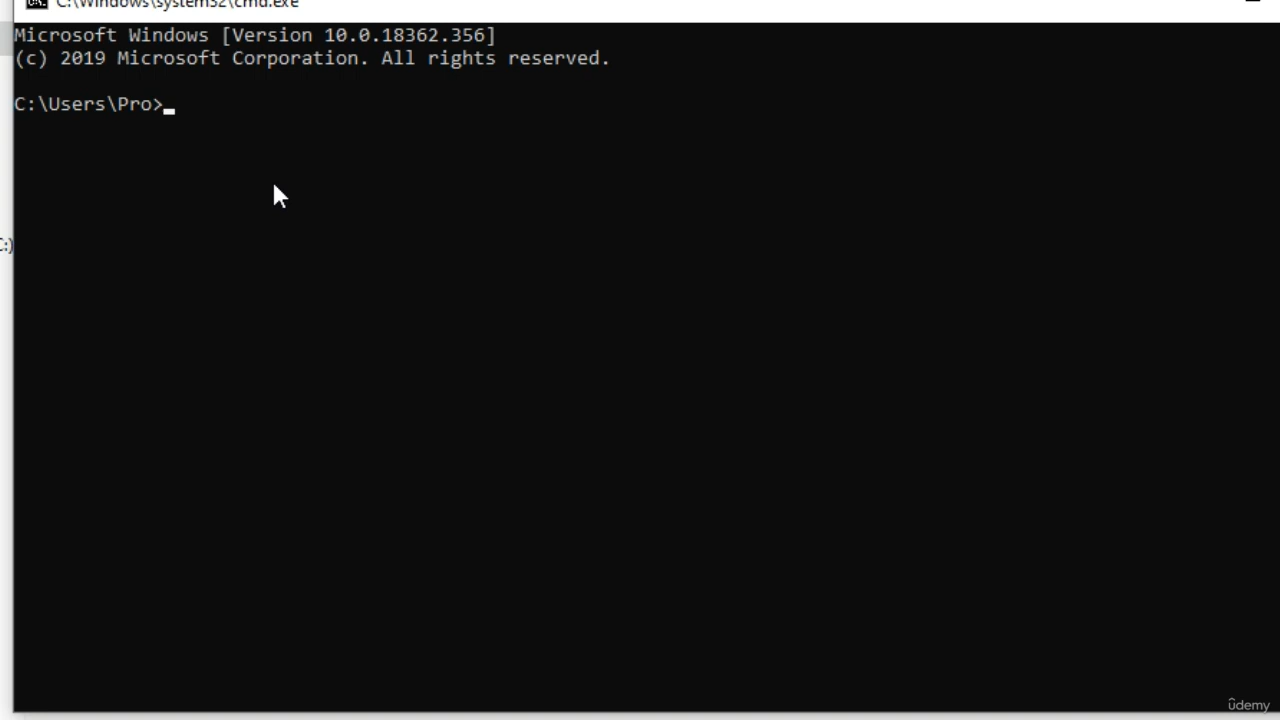 C:\Windows\system32\cmd.exe
Microsoft Windows [Version 10.0.18362.356]
(c) 2019 Microsoft Corporation. All rights reserved.
C:\Users\Pro>
C:)
ûdemy